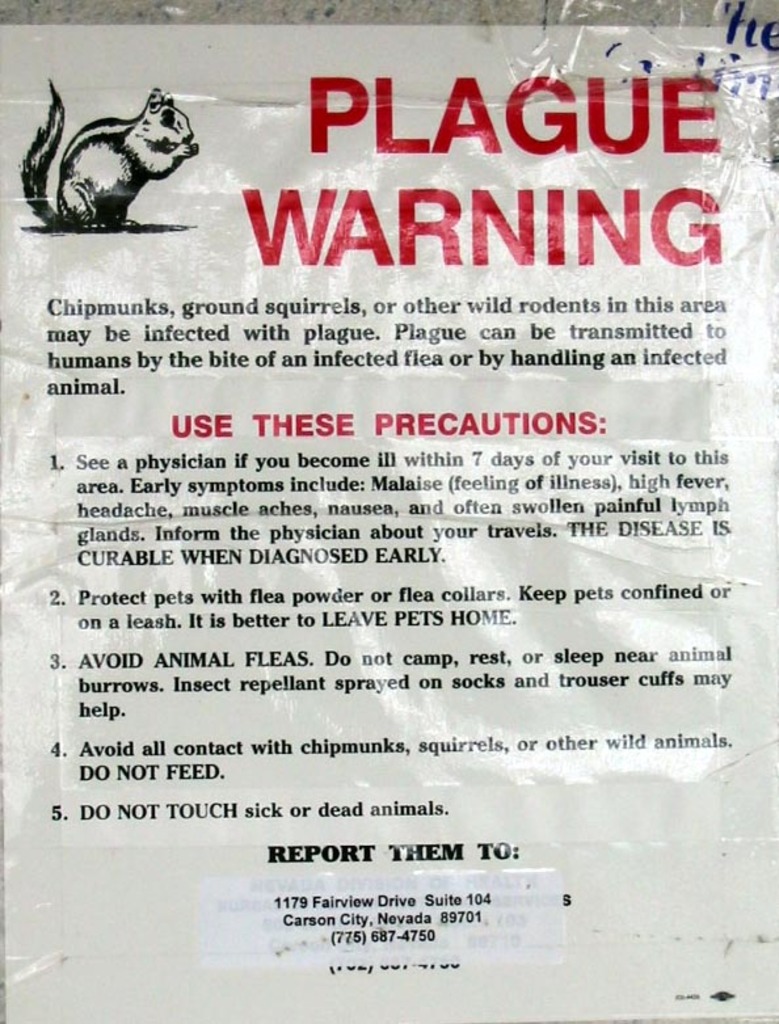 The
PLAGUE
WARNING
Chipmunks, ground squirrels, or other wild rodents in this area
may be infected with plague. Plague can be transmitted to
humans by the bite of an infected flea or by handling an infected
animal.
USE THESE PRECAUTIONS:
1. See a physician if you become ill within 7 days of your visit to this
area. Early symptoms include: Malaise (feeling of illness), high fever,
headache, muscle aches, nausea, and often swollen painful lymph
glands. Inform the physician about your travels. THE DISEASE IS
CURABLE WHEN DIAGNOSED EARLY.
2. Protect pets with flea powder or flea collars. Keep pets confined or
on a leash. It is better to LEAVE PETS HOME.
3. AVOID ANIMAL FLEAS. Do not camp, rest, or sleep near animal
burrows. Insect repellant sprayed on socks and trouser cuffs may
help.
4. Avoid all contact with chipmunks, squirrels, or other wild animals.
DO NOT FEED.
5. DO NOT TOUCH sick or dead animals.
REPORT THEM TO:
NEVADA DIVISION OF HEALTH
1179 Fairview Drive Suite 104
Carson City, Nevada 89701
(775) 687-4750